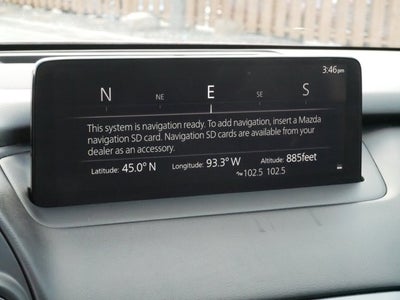 3:46pm
N NE E SE S
This system is navigation ready. To add navigation, insert a Mazda
navigation SD card. Navigation SD cards are available from your
dealer as an accessory.
Latitude: 45.0° N Longitude: 93.3° W Altitude: 885feet
102.5 102.5